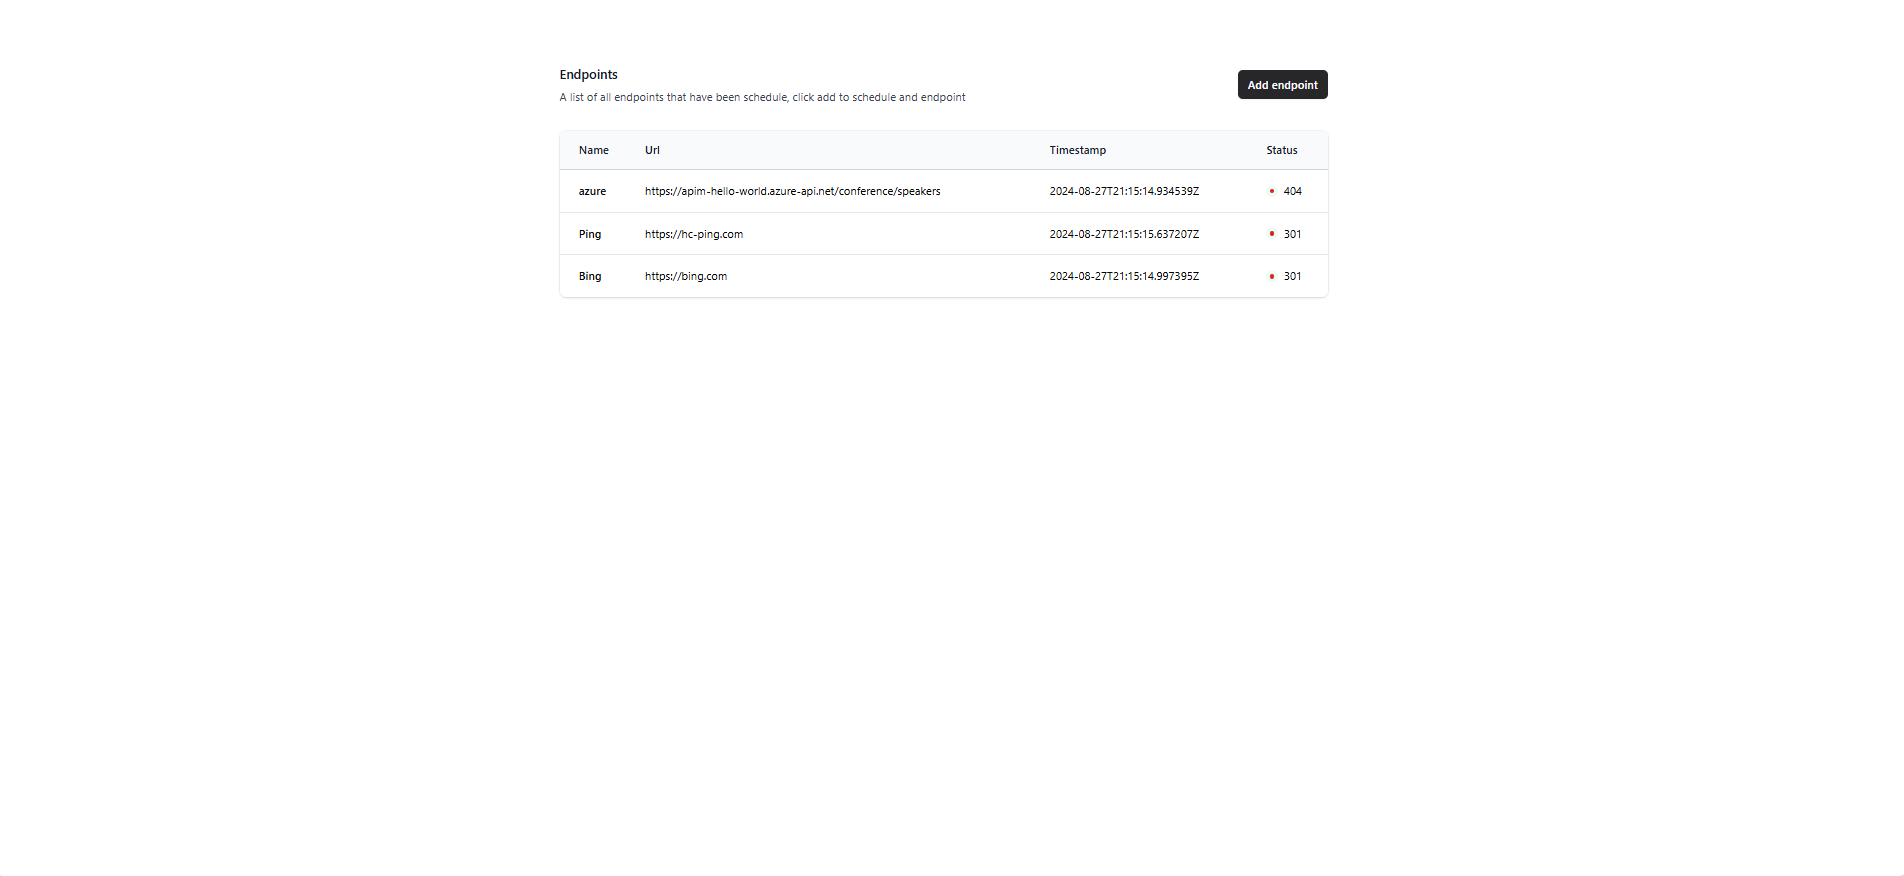 Endpoints
A list of all endpoints that have been schedule, click add to schedule and endpoint
Add endpoint
Name Url Timestamp Status
azure https://apim-hello-world.azure-api.net/conference/speakers 2024-08-27T21:15:14.934539Z 404
Ping https://hc-ping.com 2024-08-27T21:15:15.637207Z 301
Bing https://bing.com 2024-08-27T21:15:14.997395Z 301